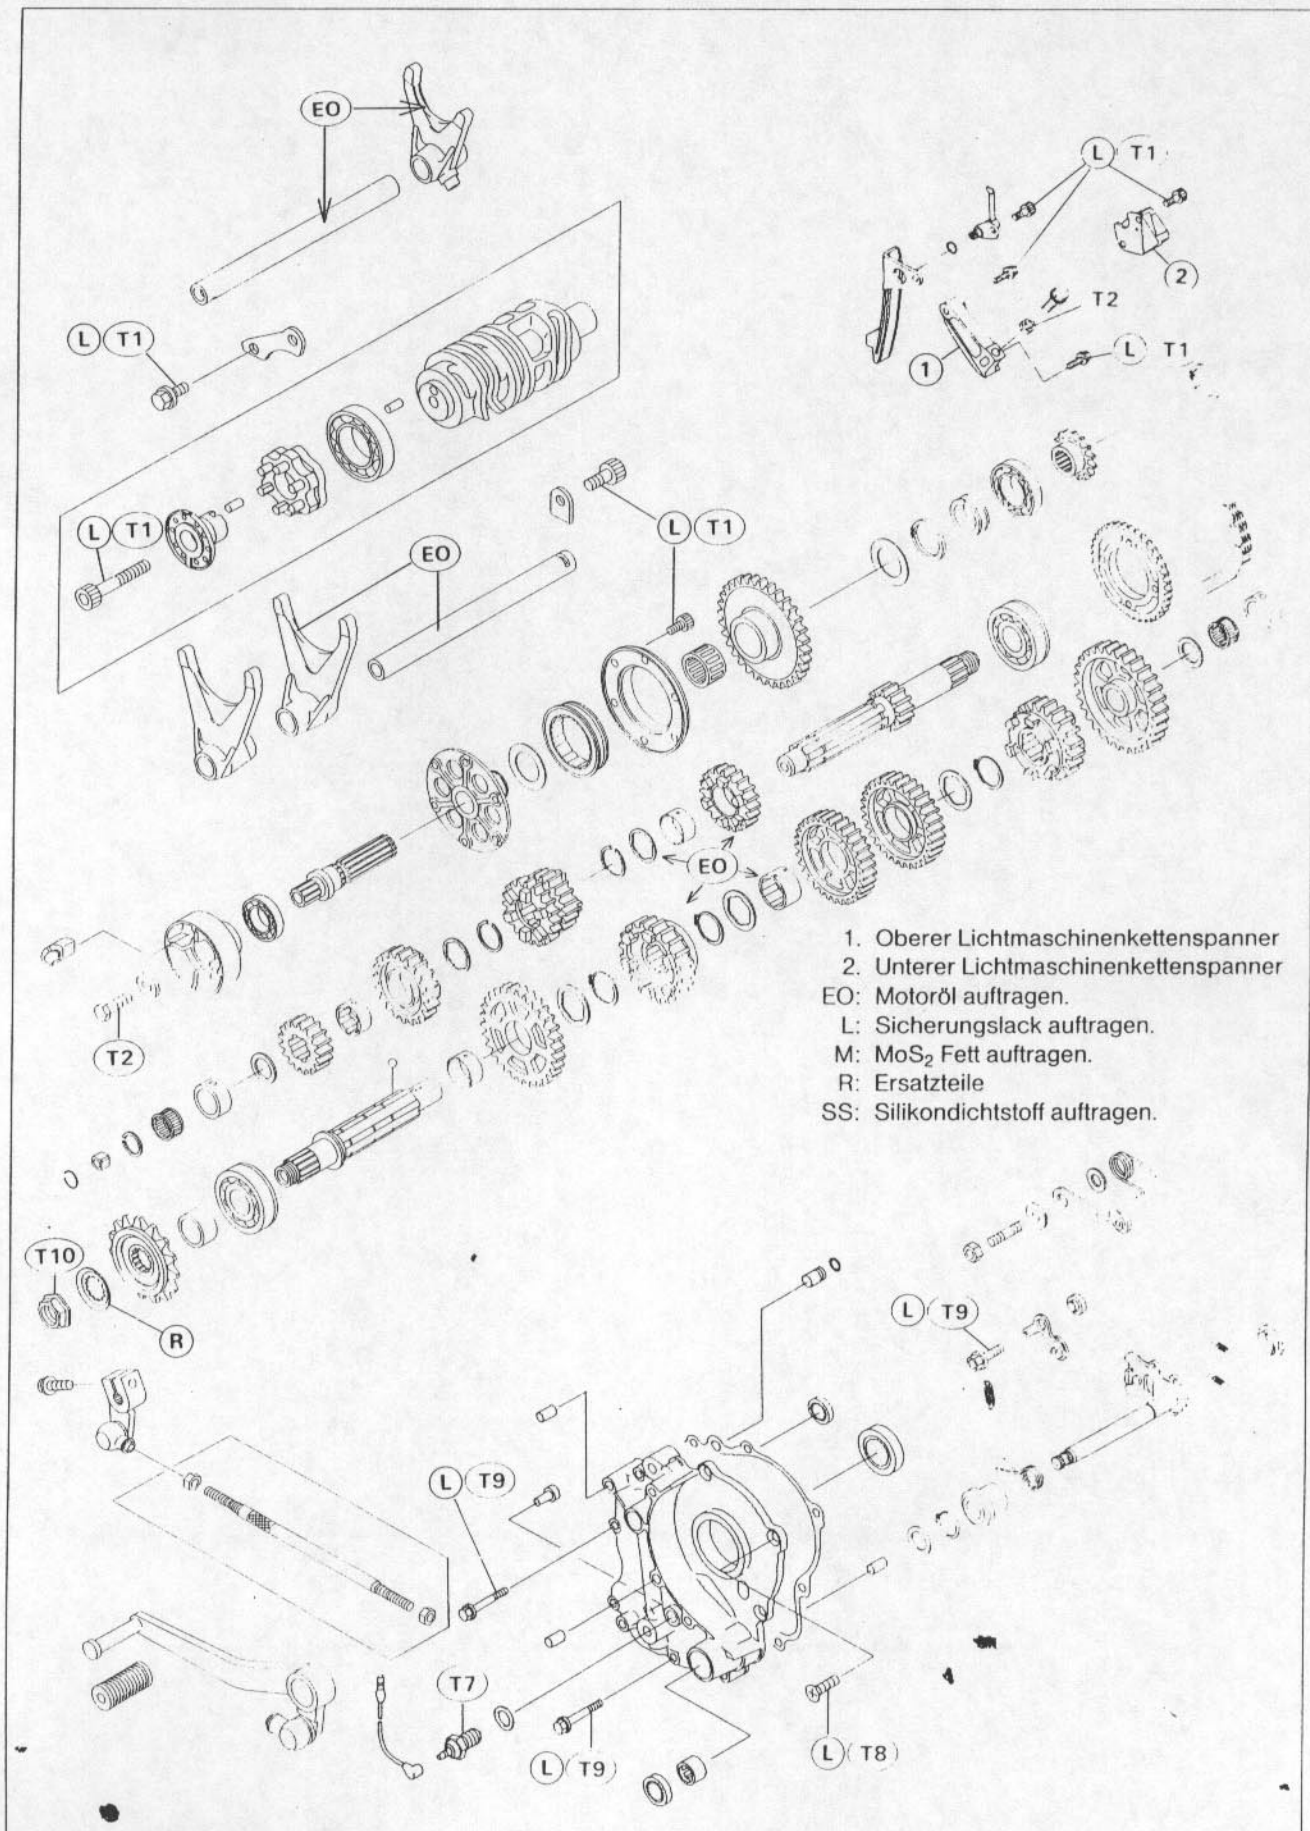 EO
L T1
2
L T1
T2
1
L T1
L T1
EO
L T1
EO
1. Oberer Lichtmaschinenkettenspanner
2. Unterer Lichtmaschinenkettenspanner
EO: Motoröl auftragen.
L: Sicherungslack auftragen.
M: MoS₂ Fett auftragen.
R: Ersatzteile
SS: Silikondichtstoff auftragen.
T2
T10
R
L T9
L T9
T7
L T9
L T8